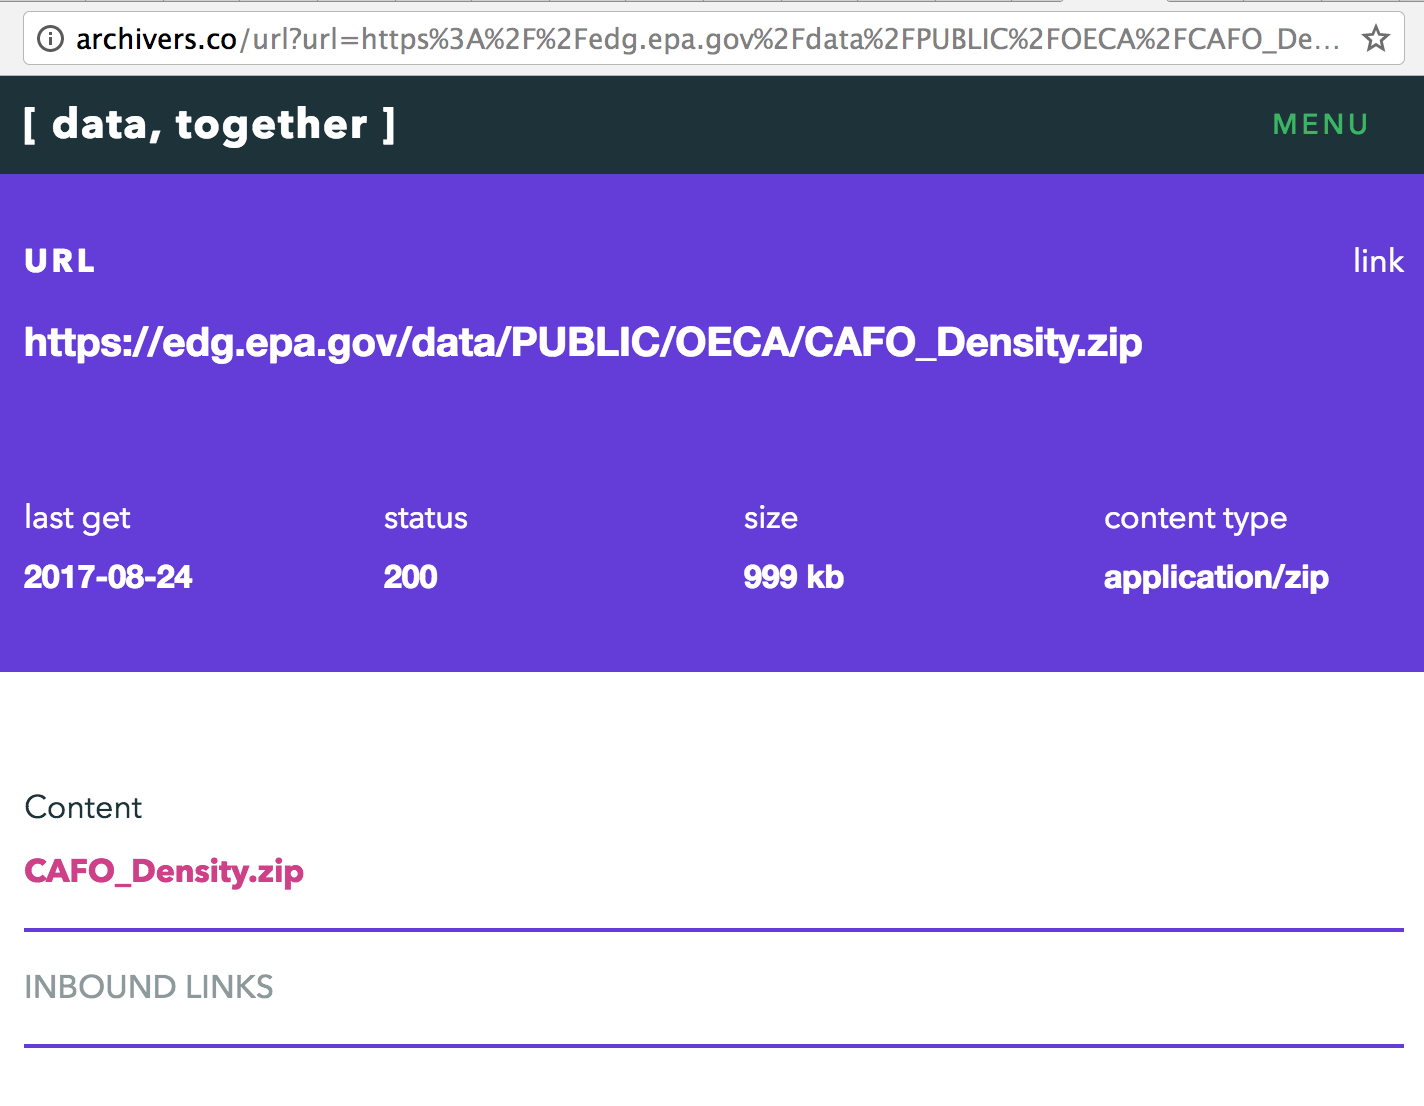 archivers.co/url?url=https%3A%2F%2Fedg.epa.gov%2Fdata%2FPUBLIC%2FOECA%2FCAFO_De...
[ data, together ]
MENU
URL
link
https://edg.epa.gov/data/PUBLIC/OECA/CAFO_Density.zip
last get
status
size
content type
2017-08-24
200
999 kb
application/zip
Content
CAFO_Density.zip
INBOUND LINKS